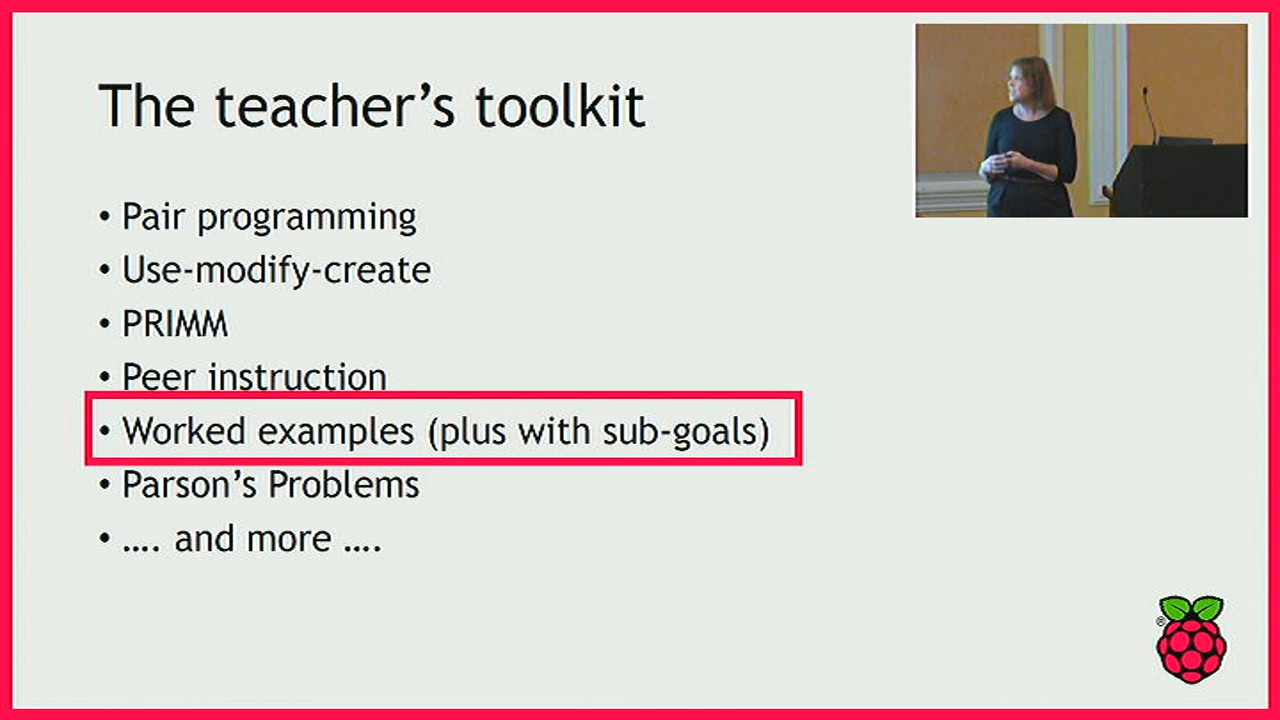 The teacher’s toolkit
• Pair programming
• Use-modify-create
• PRIMM
• Peer instruction
• Worked examples (plus with sub-goals)
• Parson’s Problems
• …. and more ….
®